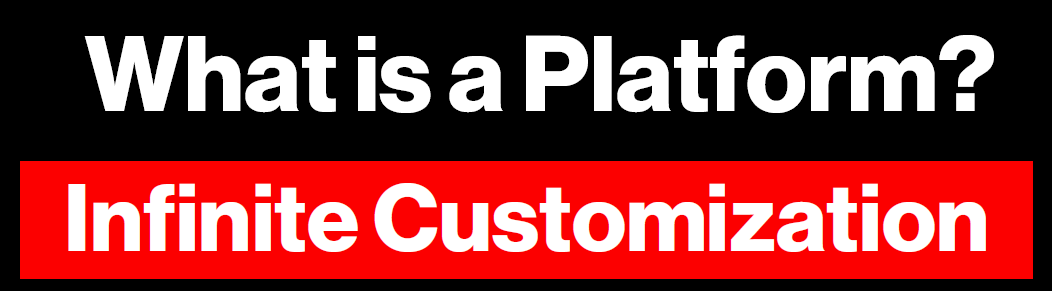 What is a Platform?
Infinite Customization